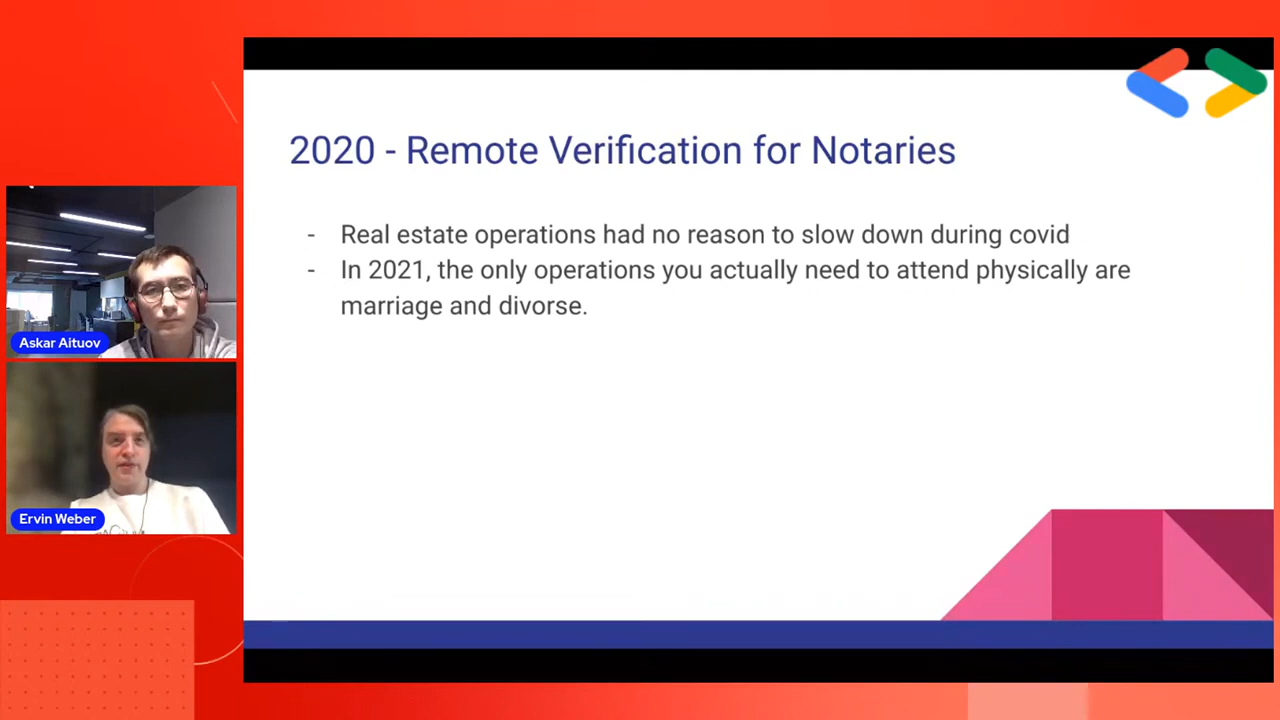 2020 - Remote Verification for Notaries
- Real estate operations had no reason to slow down during covid
- In 2021, the only operations you actually need to attend physically are
marriage and divorse.
Askar Aituov
Ervin Weber